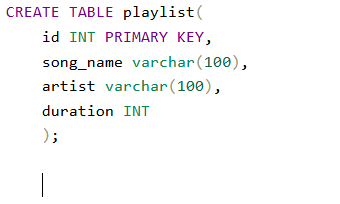 CREATE TABLE playlist(
id INT PRIMARY KEY,
song_name varchar(100),
artist varchar(100),
duration INT
);